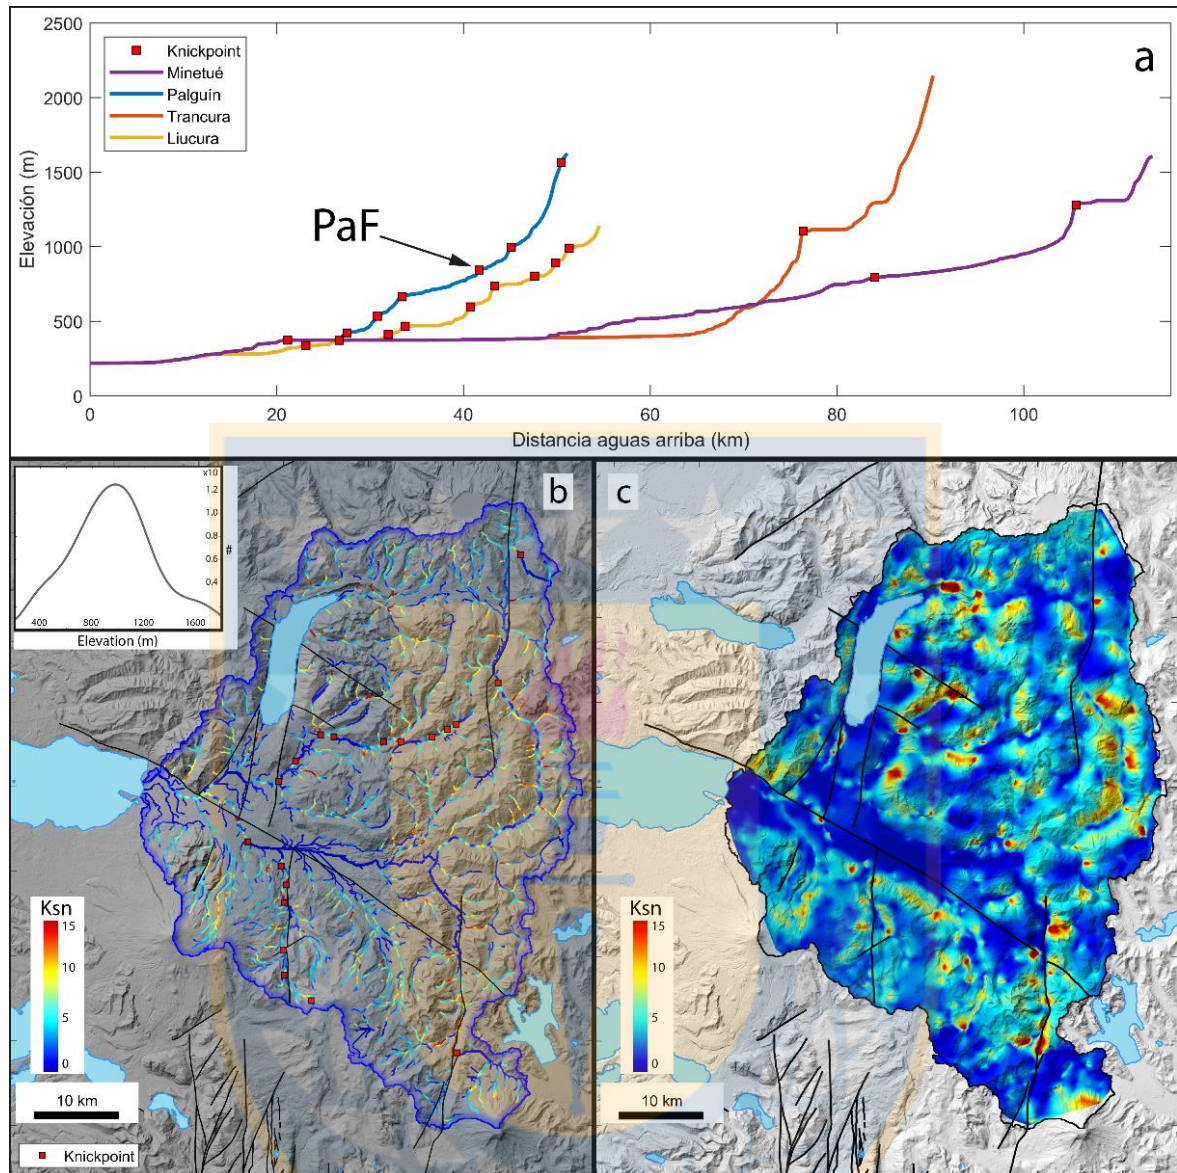 2500
2000
1500
1000
500
0
Elevación (m)
Knickpoint
Minetué
Palguín
Trancura
Liucura
a
PaF
0
20
40
60
80
100
Distancia aguas arriba (km)
b
x10
1.2
1.0
0.8
0.6
0,4
#
400
800
1200
1600
Elevation (m)
Ksn
15
10
5
0
10 km
Knickpoint
c
Ksn
15
10
5
0
10 km